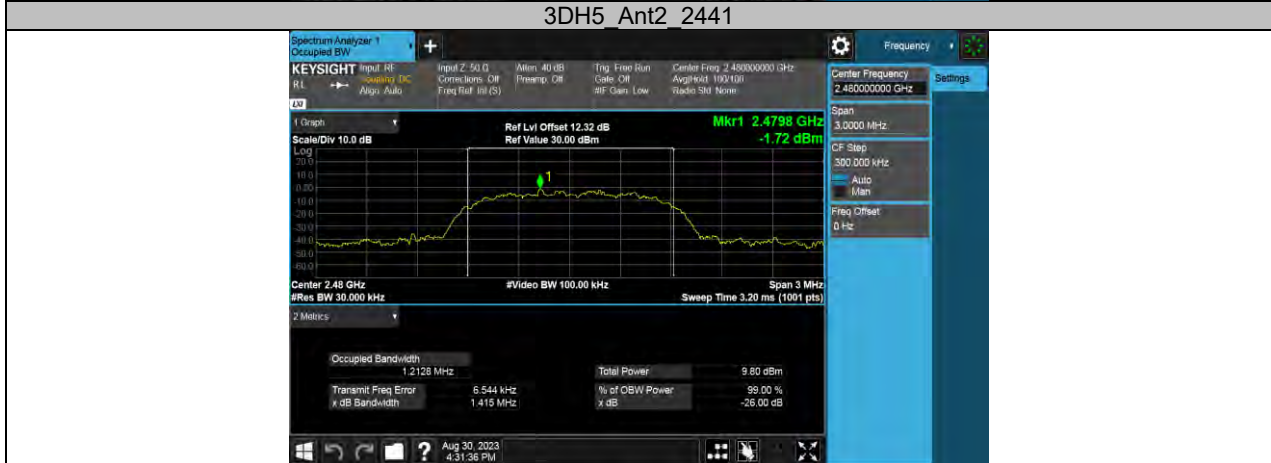 3DH5_Ant2_2441
Spectrum Analyzer 1
Occupied BW
+
Frequency
KEYSIGHT Input: RF
RL
Coupling: DC
Align: Auto
Input Z: 50 Ω
Corrections: Off
Freq Ref: Int (S)
Atten: 40 dB
Preamp: Off
Trig: Free Run
Gate: Off
#IF Gain: Low
Center Freq: 2.480000000 GHz
Avg|Hold: 100/100
Radio Std: None
LXI
Center Frequency
2.480000000 GHz
Settings
Span
3.0000 MHz
CF Step
300.000 kHz
Auto
Man
Freq Offset
0 Hz
1 Graph
Scale/Div 10.0 dB
Ref Lvl Offset 12.32 dB
Ref Value 30.00 dBm
Mkr1 2.4798 GHz
-1.72 dBm
Log
20.0
10.0
0.00
-10.0
-20.0
-30.0
-40.0
-50.0
-60.0
1
Center 2.48 GHz
#Res BW 30.000 kHz
#Video BW 100.00 kHz
Span 3 MHz
Sweep Time 3.20 ms (1001 pts)
2 Metrics
Occupied Bandwidth
1.2128 MHz
Total Power 9.80 dBm
Transmit Freq Error 6.544 kHz
% of OBW Power 99.00 %
x dB Bandwidth 1.415 MHz
x dB -26.00 dB
?
Aug 30, 2023
4:31:36 PM